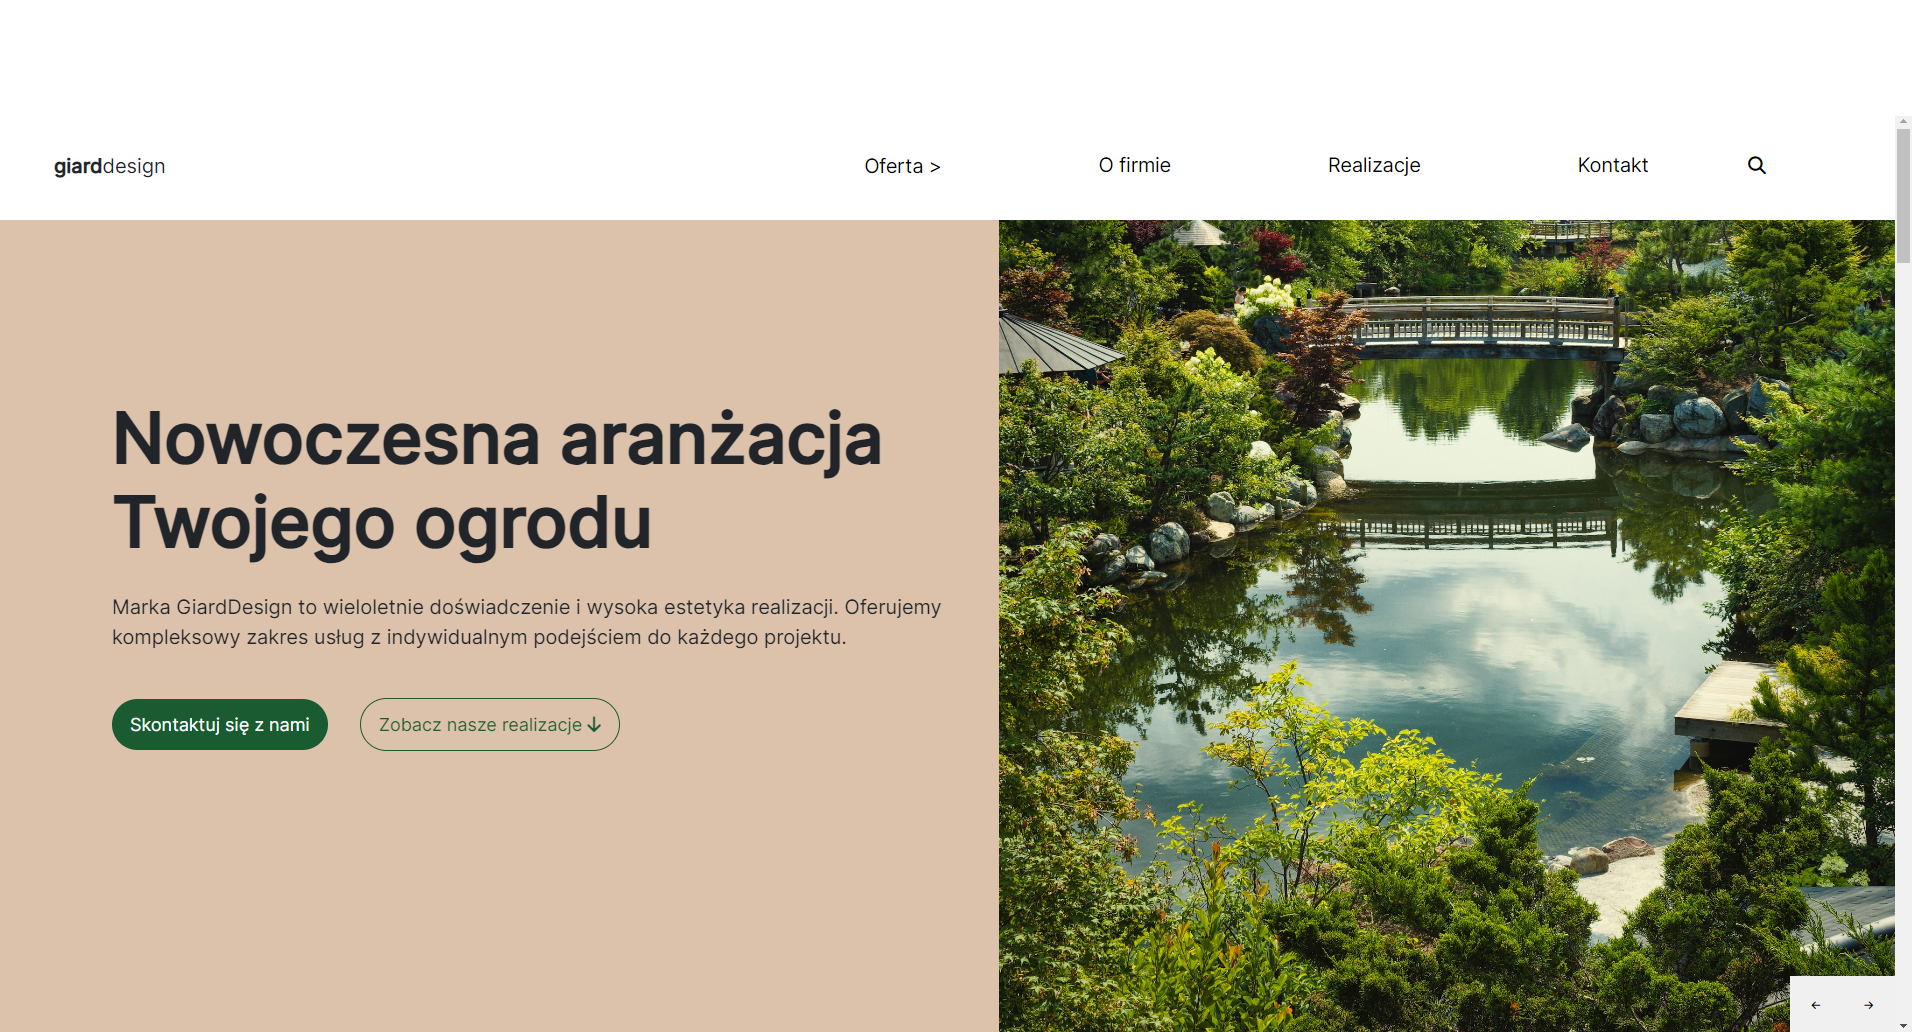 giarddesign
Oferta >
O firmie
Realizacje
Kontakt
Nowoczesna aranżacja
Twojego ogrodu
Marka GiardDesign to wieloletnie doświadczenie i wysoka estetyka realizacji. Oferujemy
kompleksowy zakres usług z indywidualnym podejściem do każdego projektu.
Skontaktuj się z nami
Zobacz nasze realizacje ↓
← →